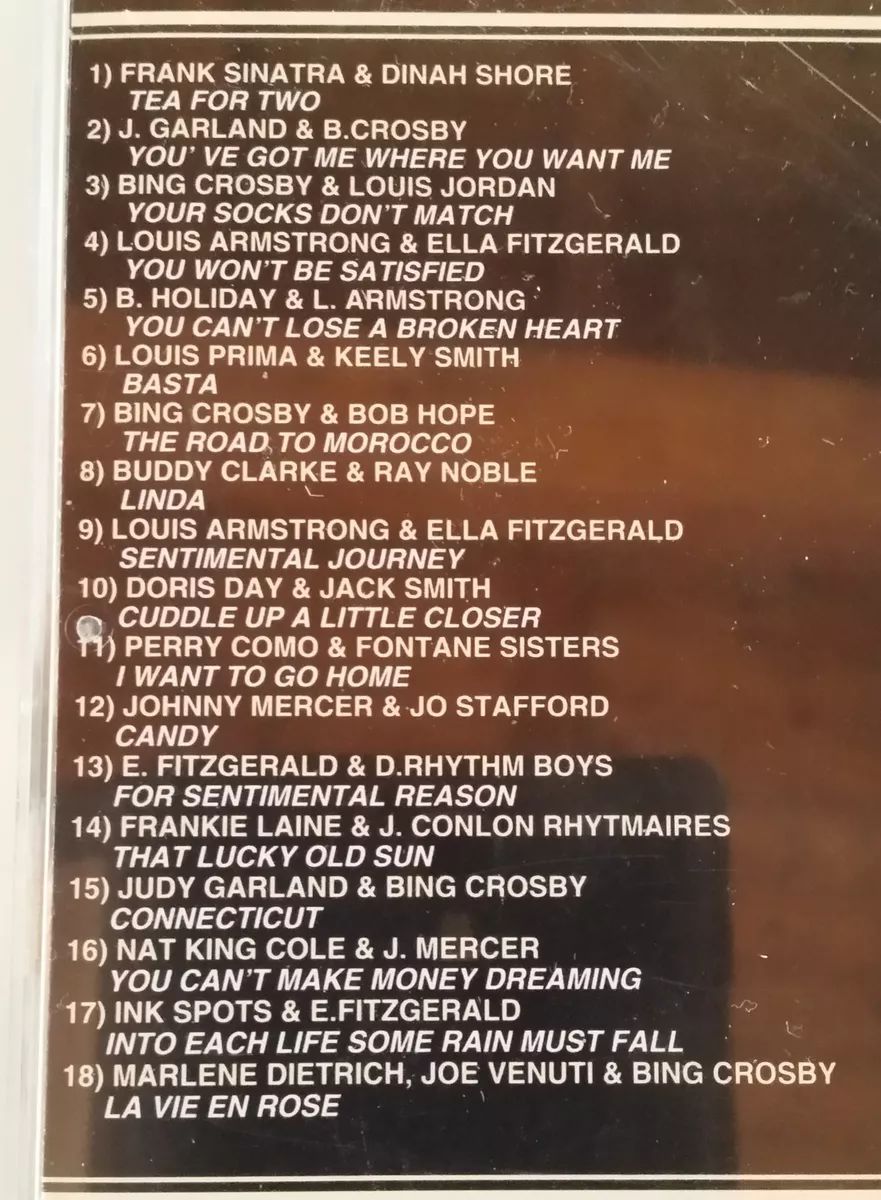 1) FRANK SINATRA & DINAH SHORE
TEA FOR TWO
2) J. GARLAND & B.CROSBY
YOU' VE GOT ME WHERE YOU WANT ME
3) BING CROSBY & LOUIS JORDAN
YOUR SOCKS DON'T MATCH
4) LOUIS ARMSTRONG & ELLA FITZGERALD
YOU WON'T BE SATISFIED
5) B. HOLIDAY & L. ARMSTRONG
YOU CAN'T LOSE A BROKEN HEART
6) LOUIS PRIMA & KEELY SMITH
BASTA
7) BING CROSBY & BOB HOPE
THE ROAD TO MOROCCO
8) BUDDY CLARKE & RAY NOBLE
LINDA
9) LOUIS ARMSTRONG & ELLA FITZGERALD
SENTIMENTAL JOURNEY
10) DORIS DAY & JACK SMITH
CUDDLE UP A LITTLE CLOSER
11) PERRY COMO & FONTANE SISTERS
I WANT TO GO HOME
12) JOHNNY MERCER & JO STAFFORD
CANDY
13) E. FITZGERALD & D.RHYTHM BOYS
FOR SENTIMENTAL REASON
14) FRANKIE LAINE & J. CONLON RHYTMAIRES
THAT LUCKY OLD SUN
15) JUDY GARLAND & BING CROSBY
CONNECTICUT
16) NAT KING COLE & J. MERCER
YOU CAN'T MAKE MONEY DREAMING
17) INK SPOTS & E.FITZGERALD
INTO EACH LIFE SOME RAIN MUST FALL
18) MARLENE DIETRICH, JOE VENUTI & BING CROSBY
LA VIE EN ROSE